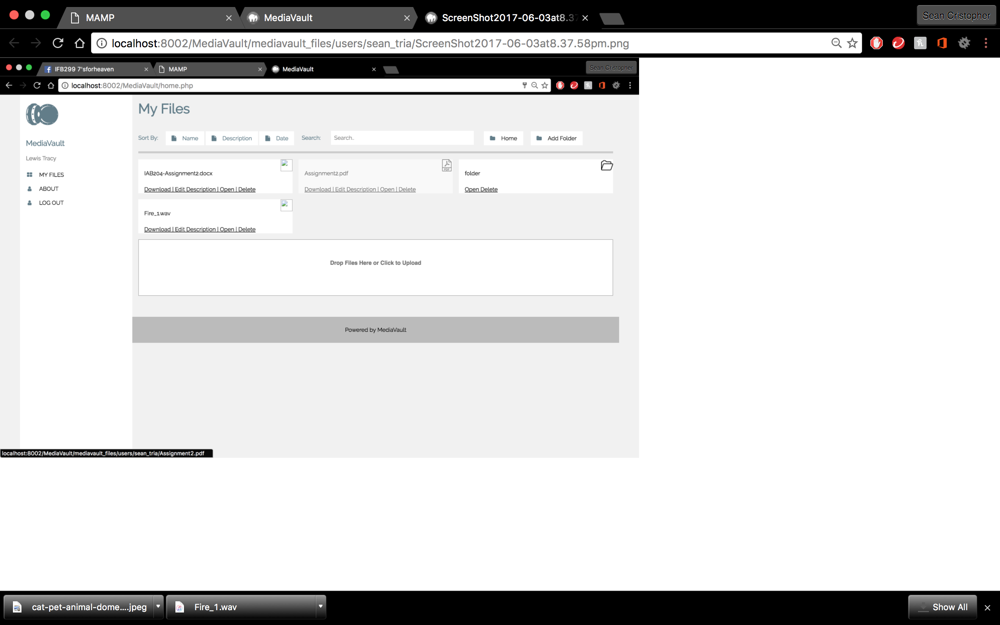 MAMP
MediaVault
ScreenShot2017-06-03at8.37
Sean Cristopher
localhost:8002/MediaVault/mediavault_files/users/sean_tria/ScreenShot2017-06-03at8.37.58pm.png
IFB299 7'sforheaven
MAMP
MediaVault
Sean Cristopher
localhost:8002/MediaVault/home.php
My Files
Sort By: Name Description Date Search: Search.. Home Add Folder
MediaVault
Lewis Tracy
MY FILES
ABOUT
LOG OUT
IAB204-Assignment2.docx
Download | Edit Description | Open | Delete
PDF
Assignment2.pdf
Download | Edit Description | Open | Delete
folder
Open Delete
Fire_1.wav
Download | Edit Description | Open | Delete
Drop Files Here or Click to Upload
Powered by MediaVault
localhost:8002/MediaVault/mediavault_files/users/sean_tria/Assignment2.pdf
cat-pet-animal-dome....jpeg
Fire_1.wav
Show All